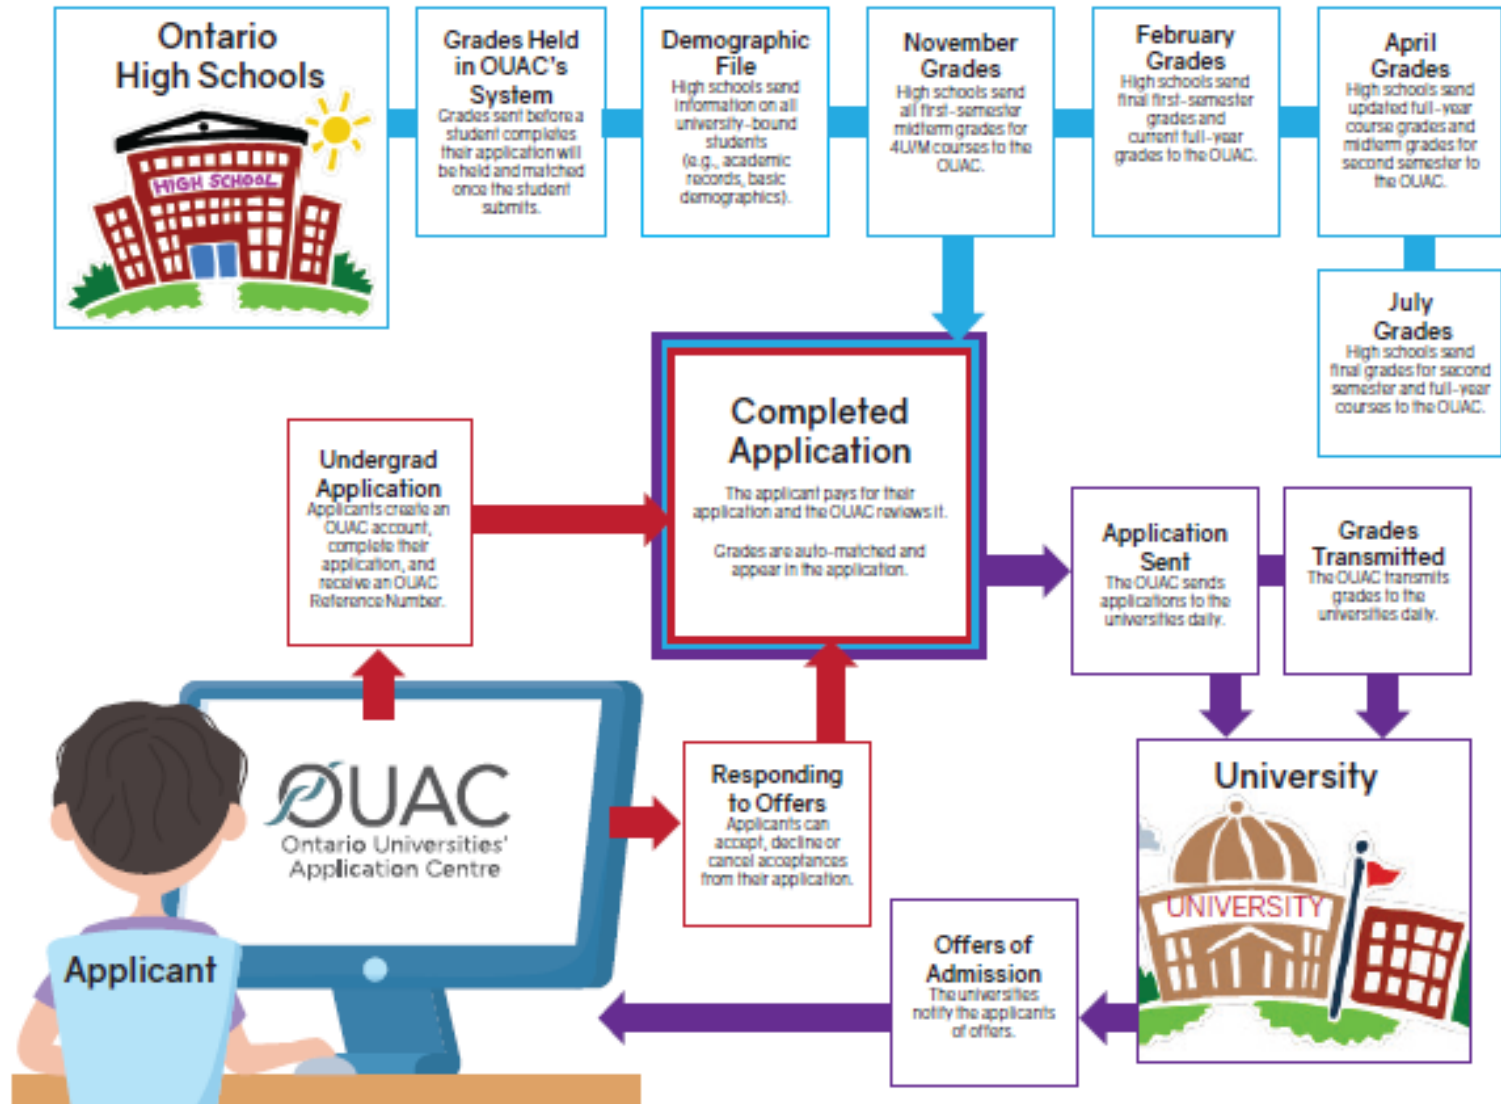 Ontario
High Schools
HIGH SCHOOL
Grades Held
in OUAC's
System
Grades sent before a
student completes
their application will
be held and matched
once the student
submits.
Demographic
File
High schools send
information on all
university-bound
students
(e.g., academic
records, basic
demographics).
November
Grades
High schools send
all first-semester
midterm grades for
4U/M courses to the
OUAC.
February
Grades
High schools send
final first-semester
grades and
current full-year
grades to the OUAC.
April
Grades
High schools send
updated full-year
course grades and
midterm grades for
second semester to
the OUAC.
July
Grades
High schools send
final grades for second
semester and full-year
courses to the OUAC.
Undergrad
Application
Applicants create an
OUAC account,
complete their
application, and
receive an OUAC
Reference Number.
Completed
Application
The applicant pays for their
application and the OUAC reviews it.
Grades are auto-matched and
appear in the application.
Application
Sent
The OUAC sends
applications to the
universities daily.
Grades
Transmitted
The OUAC transmits
grades to the
universities daily.
OUAC
Ontario Universities'
Application Centre
Applicant
Responding
to Offers
Applicants can
accept, decline or
cancel acceptances
from their application.
Offers of
Admission
The universities
notify the applicants
of offers.
University
UNIVERSITY